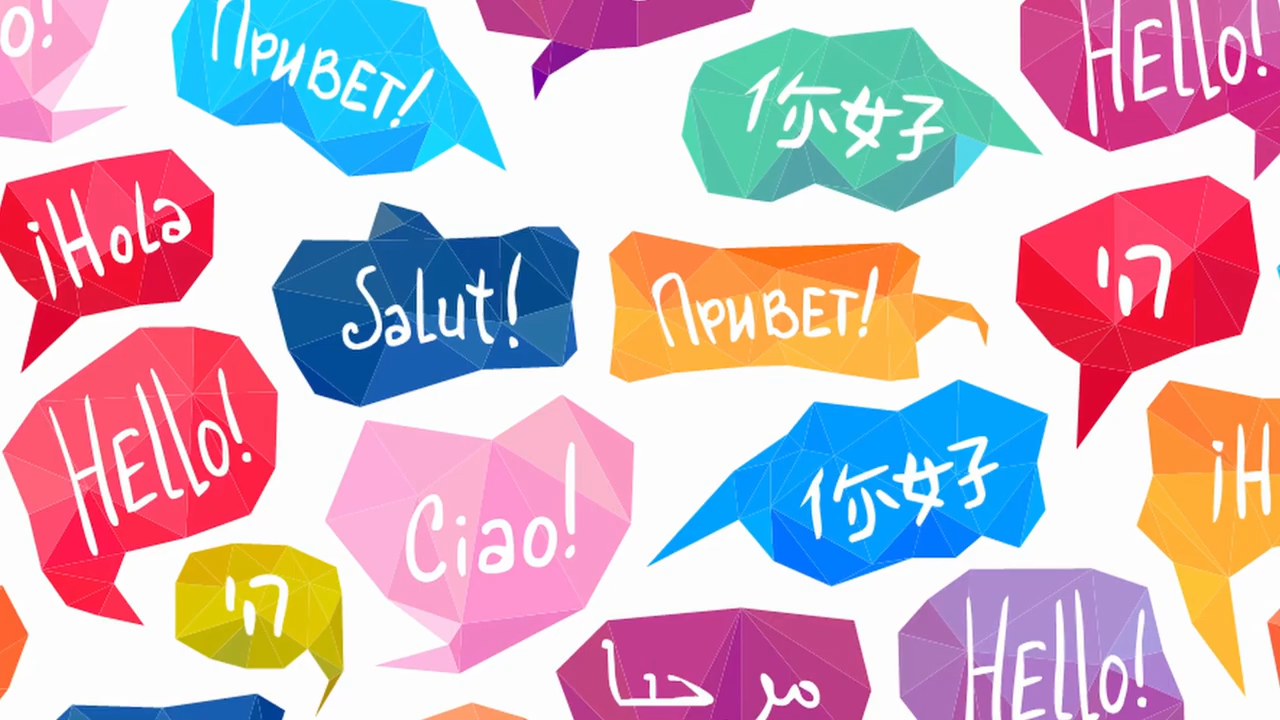 o!
Привет!
你好
Hello!
¡Hola
Salut!
Привет!
הי
Hello!
Ciao!
你好
¡H
הי
مرحبا
Hello!